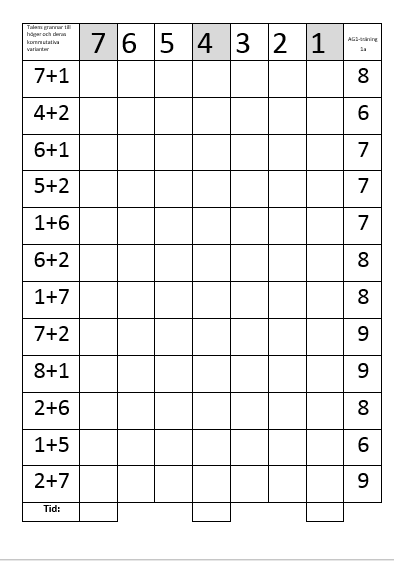 Talens grannar till
höger och deras
kommutativa
varianter
7 6 5 4 3 2 1
AG1-träning
1a
7+1 8
4+2 6
6+1 7
5+2 7
1+6 7
6+2 8
1+7 8
7+2 9
8+1 9
2+6 8
1+5 6
2+7 9
Tid: